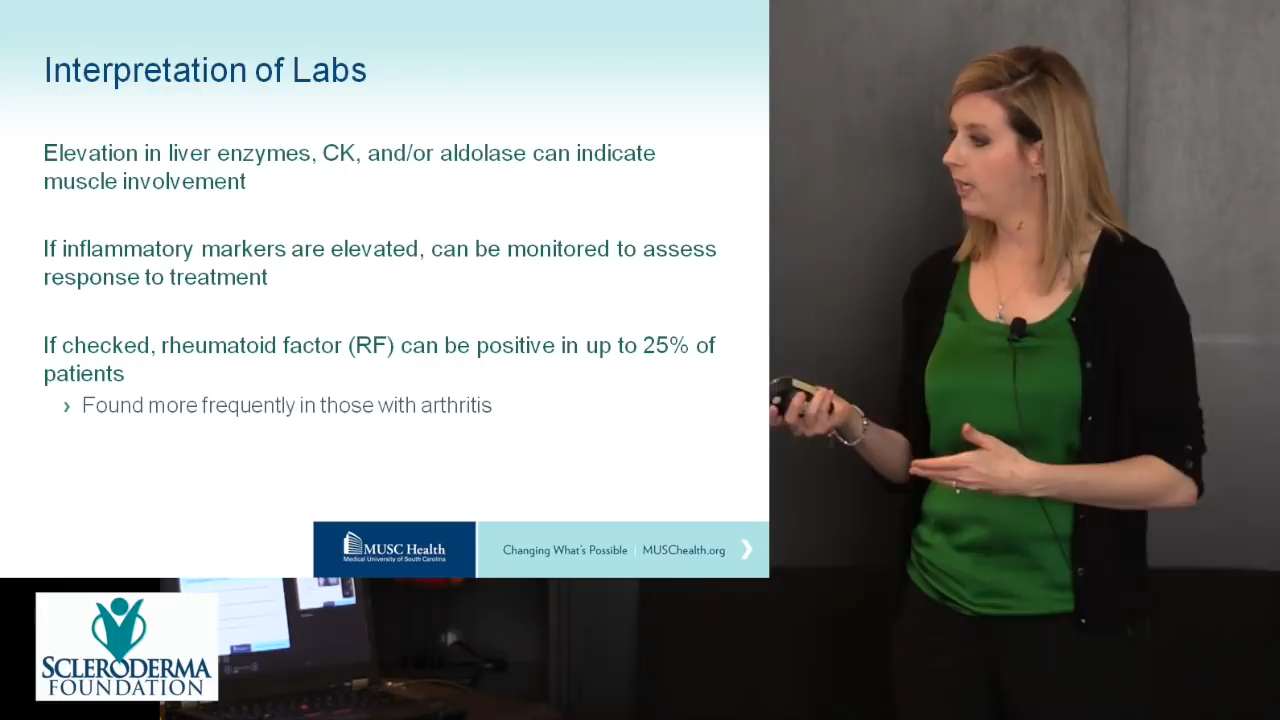 Interpretation of Labs
Elevation in liver enzymes, CK, and/or aldolase can indicate
muscle involvement
If inflammatory markers are elevated, can be monitored to assess
response to treatment
If checked, rheumatoid factor (RF) can be positive in up to 25% of
patients
› Found more frequently in those with arthritis
MUSC Health
Medical University of South Carolina
Changing What's Possible | MUSChealth.org
SCLERODERMA
FOUNDATION